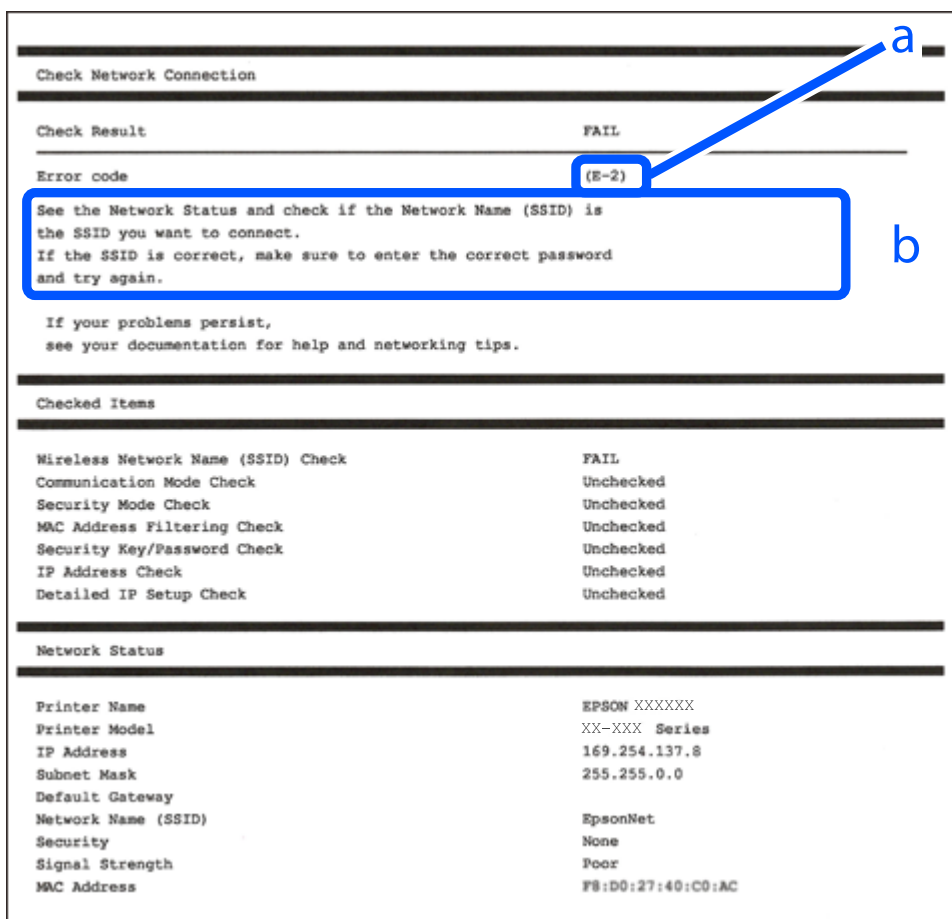 a
Check Network Connection
Check Result FAIL
Error code (E-2)
See the Network Status and check if the Network Name (SSID) is
the SSID you want to connect.
If the SSID is correct, make sure to enter the correct password
and try again.
b
If your problems persist,
see your documentation for help and networking tips.
Checked Items
Wireless Network Name (SSID) Check FAIL
Communication Mode Check Unchecked
Security Mode Check Unchecked
MAC Address Filtering Check Unchecked
Security Key/Password Check Unchecked
IP Address Check Unchecked
Detailed IP Setup Check Unchecked
Network Status
Printer Name EPSON XXXXXX
Printer Model XX-XXX Series
IP Address 169.254.137.8
Subnet Mask 255.255.0.0
Default Gateway
Network Name (SSID) EpsonNet
Security None
Signal Strength Poor
MAC Address F8:D0:27:40:C0:AC